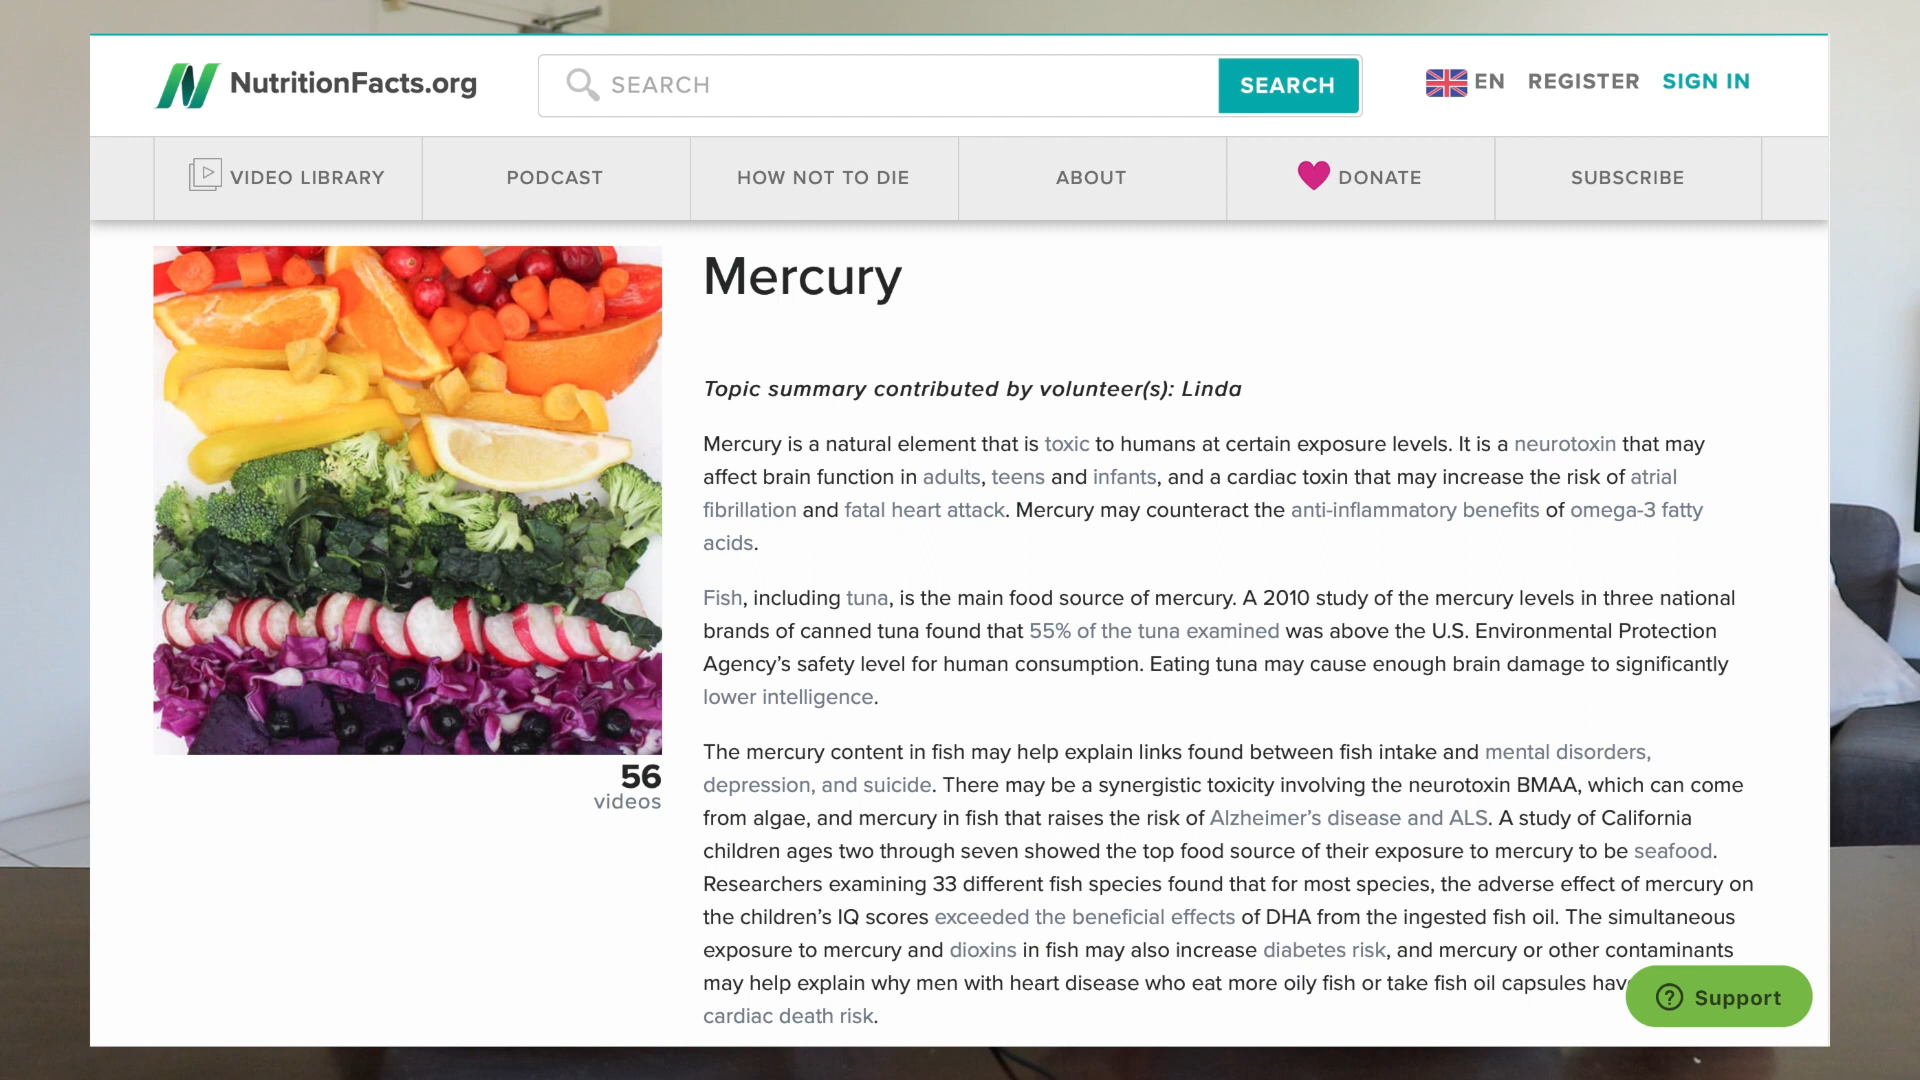 NutritionFacts.org
SEARCH
SEARCH
EN
REGISTER
SIGN IN
VIDEO LIBRARY
PODCAST
HOW NOT TO DIE
ABOUT
DONATE
SUBSCRIBE
Mercury
Topic summary contributed by volunteer(s): Linda
Mercury is a natural element that is toxic to humans at certain exposure levels. It is a neurotoxin that may
affect brain function in adults, teens and infants, and a cardiac toxin that may increase the risk of atrial
fibrillation and fatal heart attack. Mercury may counteract the anti-inflammatory benefits of omega-3 fatty
acids.
Fish, including tuna, is the main food source of mercury. A 2010 study of the mercury levels in three national
brands of canned tuna found that 55% of the tuna examined was above the U.S. Environmental Protection
Agency’s safety level for human consumption. Eating tuna may cause enough brain damage to significantly
lower intelligence.
56
videos
The mercury content in fish may help explain links found between fish intake and mental disorders,
depression, and suicide. There may be a synergistic toxicity involving the neurotoxin BMAA, which can come
from algae, and mercury in fish that raises the risk of Alzheimer’s disease and ALS. A study of California
children ages two through seven showed the top food source of their exposure to mercury to be seafood.
Researchers examining 33 different fish species found that for most species, the adverse effect of mercury on
the children’s IQ scores exceeded the beneficial effects of DHA from the ingested fish oil. The simultaneous
exposure to mercury and dioxins in fish may also increase diabetes risk, and mercury or other contaminants
may help explain why men with heart disease who eat more oily fish or take fish oil capsules hav
cardiac death risk.
Support